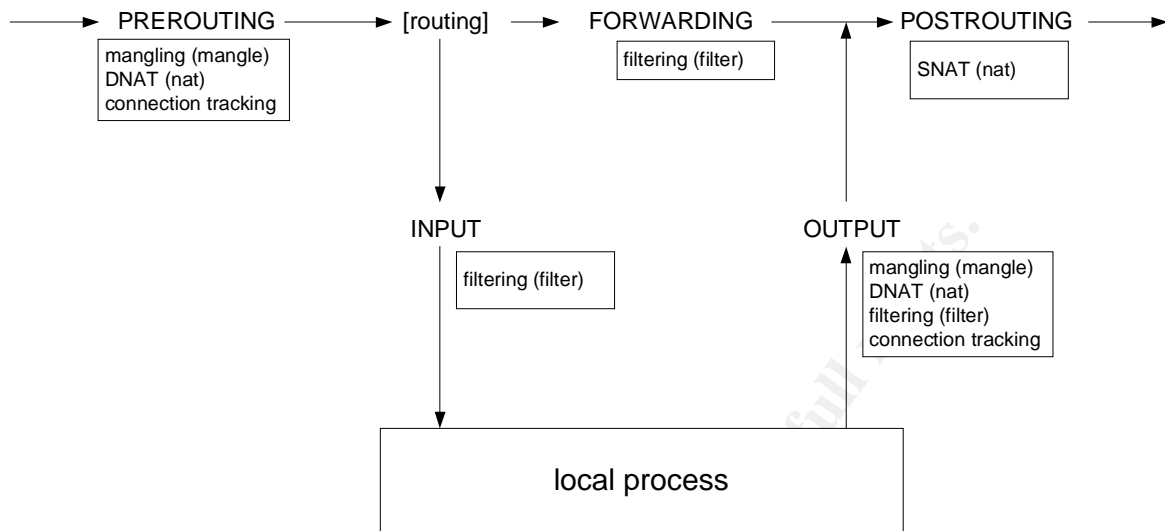 PREROUTING
[routing]
FORWARDING
POSTROUTING
mangling (mangle)
DNAT (nat)
connection tracking
filtering (filter)
SNAT (nat)
INPUT
OUTPUT
filtering (filter)
mangling (mangle)
DNAT (nat)
filtering (filter)
connection tracking
full
local process